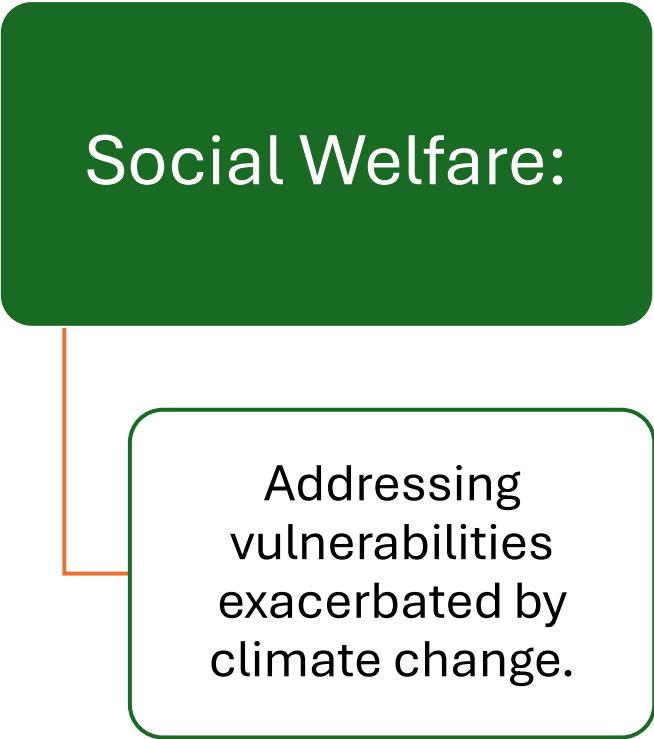 Social Welfare:
Addressing
vulnerabilities
exacerbated by
climate change.